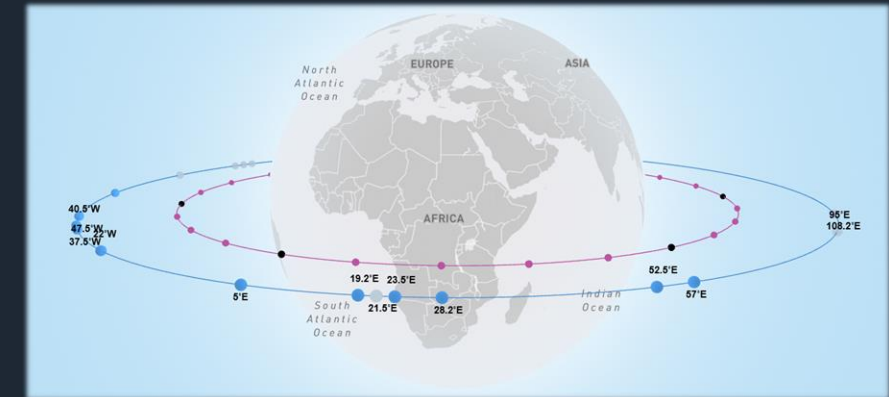 EUROPE
ASIA
North
Atlantic
Ocean
40.5°W
47.5°W
22°W
37.5°W
AFRICA
95°E
108.2°E
52.5°E
57°E
19.2°E
23.5°E
5°E
21.5°E
28.2°E
South
Atlantic
Ocean
Indian
Ocean